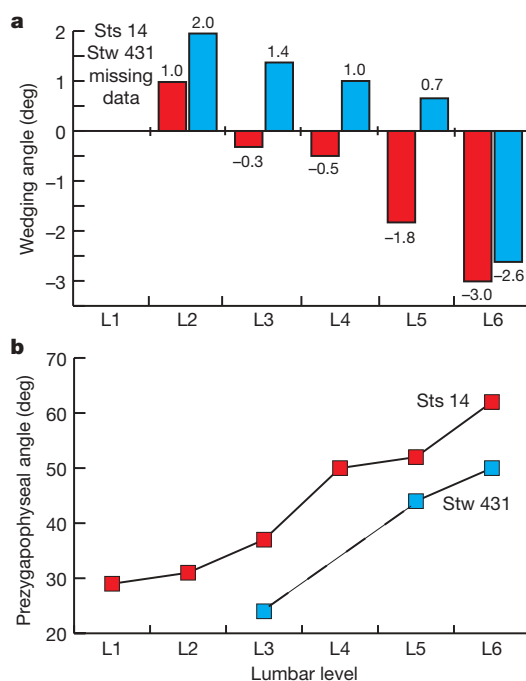 a
Sts 14
Stw 431
missing
data
Wedging angle (deg)
2
1
0
−1
−2
−3
1.0
2.0
−0.3
1.4
−0.5
1.0
−1.8
0.7
−3.0
−2.6
L1 L2 L3 L4 L5 L6
b
Prezygapophyseal angle (deg)
70
60
50
40
30
20
Sts 14
Stw 431
L1 L2 L3 L4 L5 L6
Lumbar level